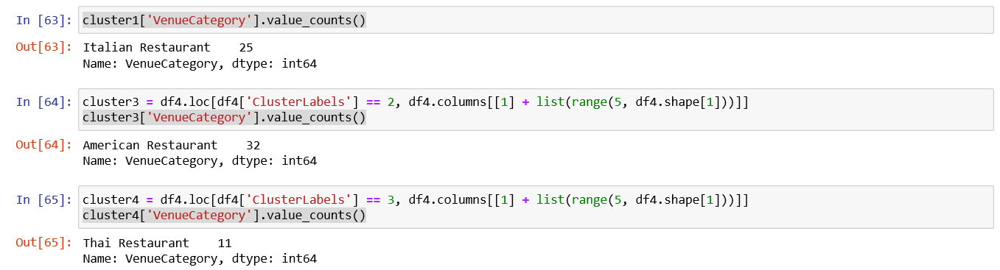 In [63]: cluster1['VenueCategory'].value_counts()
Out[63]: Italian Restaurant    25
Name: VenueCategory, dtype: int64
In [64]: cluster3 = df4.loc[df4['ClusterLabels'] == 2, df4.columns[[1] + list(range(5, df4.shape[1]))]]
cluster3['VenueCategory'].value_counts()
Out[64]: American Restaurant    32
Name: VenueCategory, dtype: int64
In [65]: cluster4 = df4.loc[df4['ClusterLabels'] == 3, df4.columns[[1] + list(range(5, df4.shape[1]))]]
cluster4['VenueCategory'].value_counts()
Out[65]: Thai Restaurant    11
Name: VenueCategory, dtype: int64